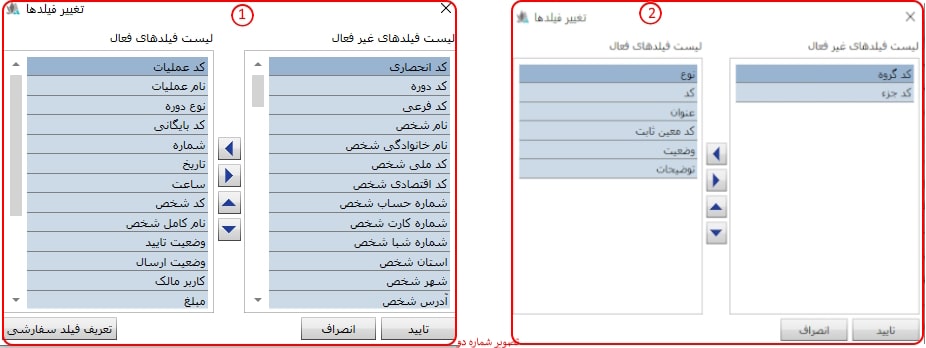 1
تغییر فیلدها
لیست فیلدهای غیر فعال
کد انحصاری
کد دوره
کد فرعی
نام شخص
نام خانوادگی شخص
کد ملی شخص
کد اقتصادی شخص
شماره حساب شخص
شماره کارت شخص
شماره شبا شخص
استان شخص
شهر شخص
آدرس شخص
لیست فیلدهای فعال
کد عملیات
نام عملیات
نوع دوره
کد بایگانی
شماره
تاریخ
ساعت
کد شخص
نام کامل شخص
وضعیت تایید
وضعیت ارسال
کاربر مالک
مبلغ
تایید
انصراف
تعریف فیلد سفارشی
2
تغییر فیلدها
لیست فیلدهای غیر فعال
کد گروه
کد جزء
لیست فیلدهای فعال
نوع
کد
عنوان
کد معین ثابت
وضعیت
توضیحات
تایید
انصراف
تصویر شماره دو